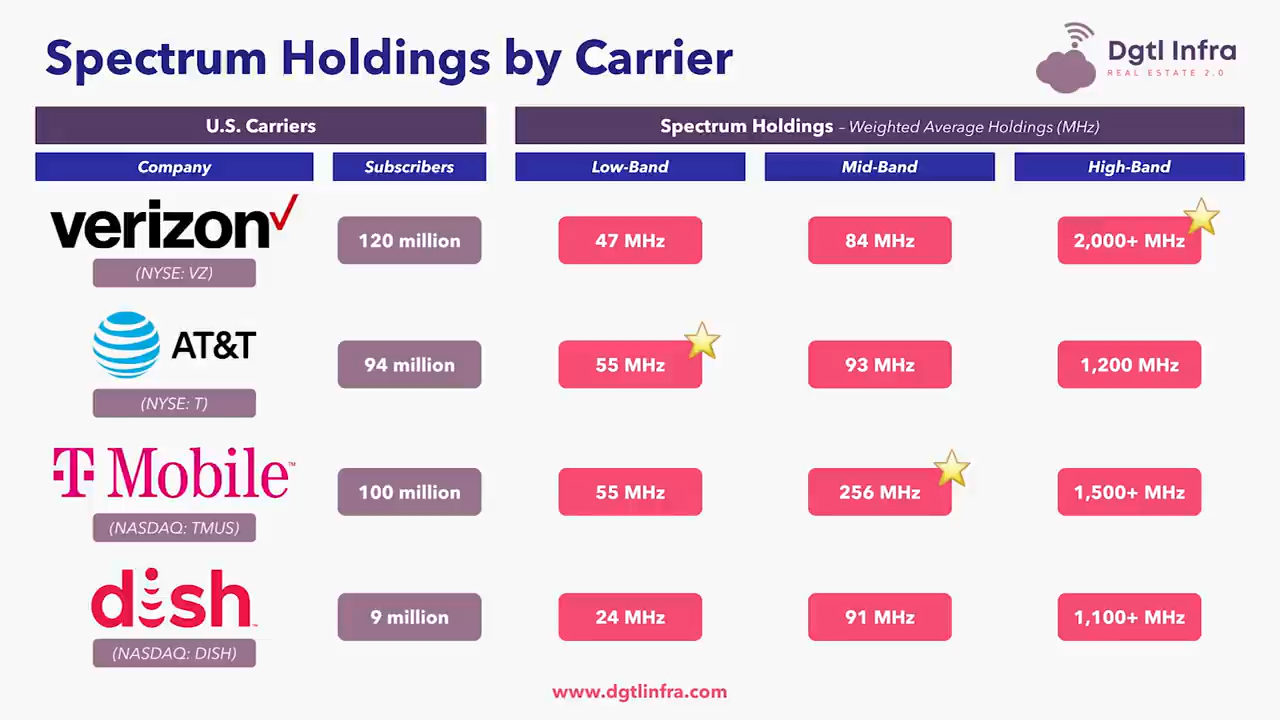 Spectrum Holdings by Carrier
Dgtl Infra
REAL ESTATE 2.0
U.S. Carriers
Spectrum Holdings – Weighted Average Holdings (MHz)
Company
Subscribers
Low-Band
Mid-Band
High-Band
verizon
(NYSE: VZ)
120 million
47 MHz
84 MHz
2,000+ MHz
AT&T
(NYSE: T)
94 million
55 MHz
93 MHz
1,200 MHz
T Mobile™
(NASDAQ: TMUS)
100 million
55 MHz
256 MHz
1,500+ MHz
dish™
(NASDAQ: DISH)
9 million
24 MHz
91 MHz
1,100+ MHz
www.dgtlinfra.com